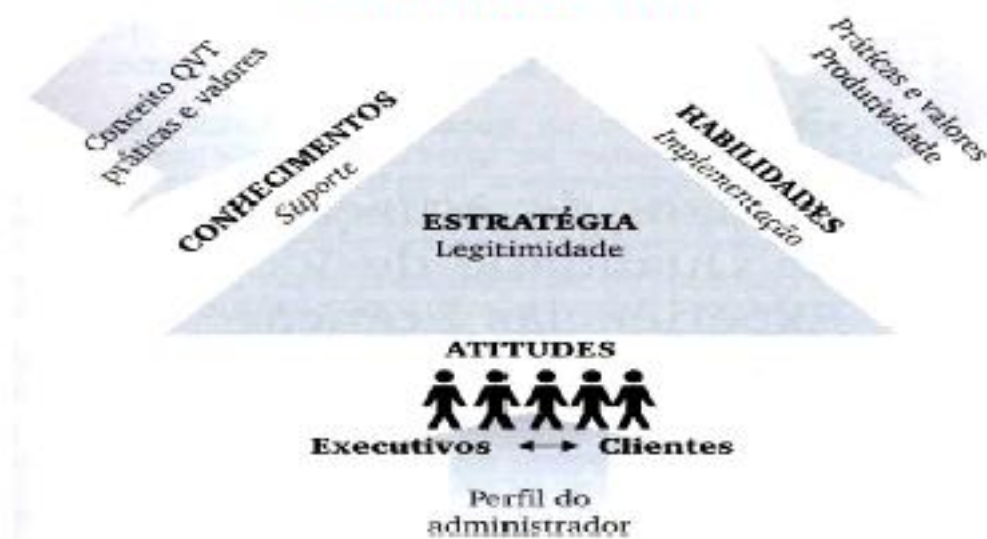 Conceito QVT
práticas e valores
CONHECIMENTOS
Suporte
Práticas e valores
Produtividade
HABILIDADES
Implementação
ESTRATÉGIA
Legitimidade
ATITUDES
Executivos ↔ Clientes
Perfil do
administrador